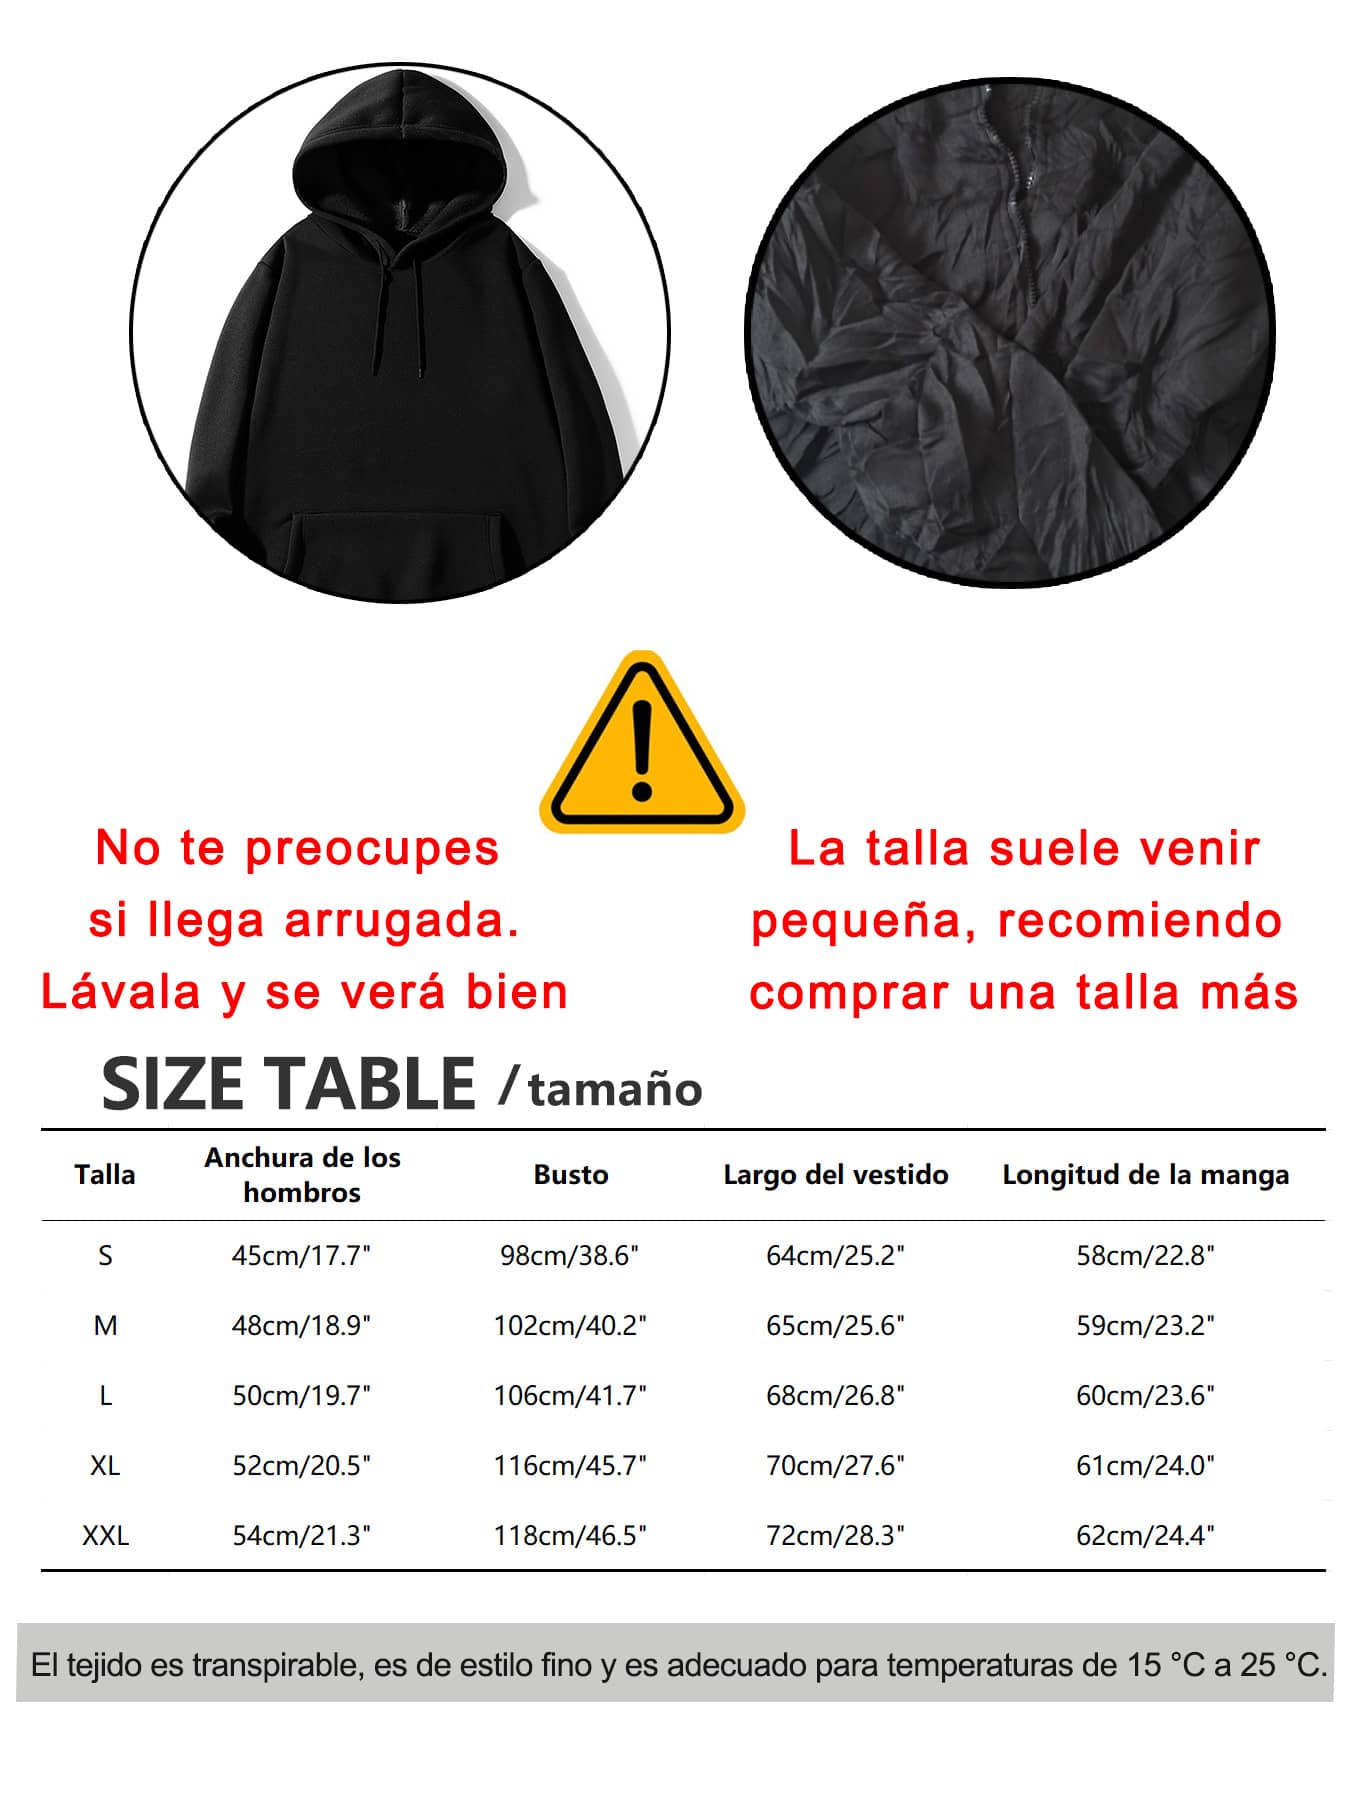 No te preocupes
si llega arrugada.
Lávala y se verá bien
La talla suele venir
pequeña, recomiendo
comprar una talla más
SIZE TABLE / tamaño
Talla Anchura de los hombros Busto Largo del vestido Longitud de la manga
S 45cm/17.7" 98cm/38.6" 64cm/25.2" 58cm/22.8"
M 48cm/18.9" 102cm/40.2" 65cm/25.6" 59cm/23.2"
L 50cm/19.7" 106cm/41.7" 68cm/26.8" 60cm/23.6"
XL 52cm/20.5" 116cm/45.7" 70cm/27.6" 61cm/24.0"
XXL 54cm/21.3" 118cm/46.5" 72cm/28.3" 62cm/24.4"
El tejido es transpirable, es de estilo fino y es adecuado para temperaturas de 15 °C a 25 °C.